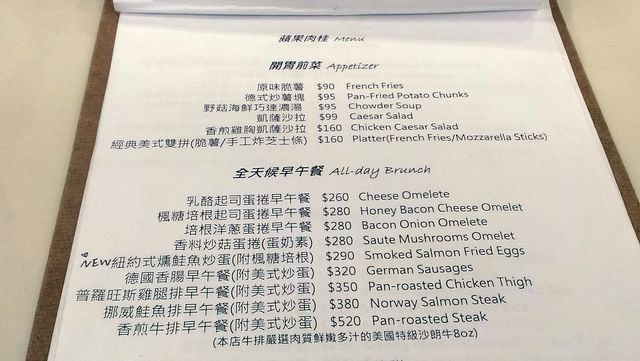 蘋果肉桂 Menu
開胃前菜 Appetizer
原味脆薯 $90 French Fries
德式炒薯塊 $95 Pan-Fried Potato Chunks
野菇海鮮巧達濃湯 $95 Chowder Soup
凱薩沙拉 $99 Caesar Salad
香煎雞胸凱薩沙拉 $160 Chicken Caesar Salad
經典美式雙拼(脆薯/手工炸芝士條) $160 Platter(French Fries/Mozzarella Sticks)
全天候早午餐 All-day Brunch
乳酪起司蛋捲早午餐 $260 Cheese Omelete
楓糖培根起司蛋捲早午餐 $280 Honey Bacon Cheese Omelet
培根洋蔥蛋捲早午餐 $280 Bacon Onion Omelete
香料炒菇蛋捲(蛋奶素) $280 Saute Mushrooms Omelet
NEW紐約式燻鮭魚炒蛋(附楓糖培根) $290 Smoked Salmon Fried Eggs
德國香腸早午餐(附美式炒蛋) $320 German Sausages
普羅旺斯雞腿排早午餐(附美式炒蛋) $350 Pan-roasted Chicken Thigh
挪威鮭魚排早午餐(附美式炒蛋) $380 Norway Salmon Steak
香煎牛排早午餐(附美式炒蛋) $520 Pan-roasted Steak
(本店牛排嚴選肉質鮮嫩多汁的美國特級沙朗牛8oz)